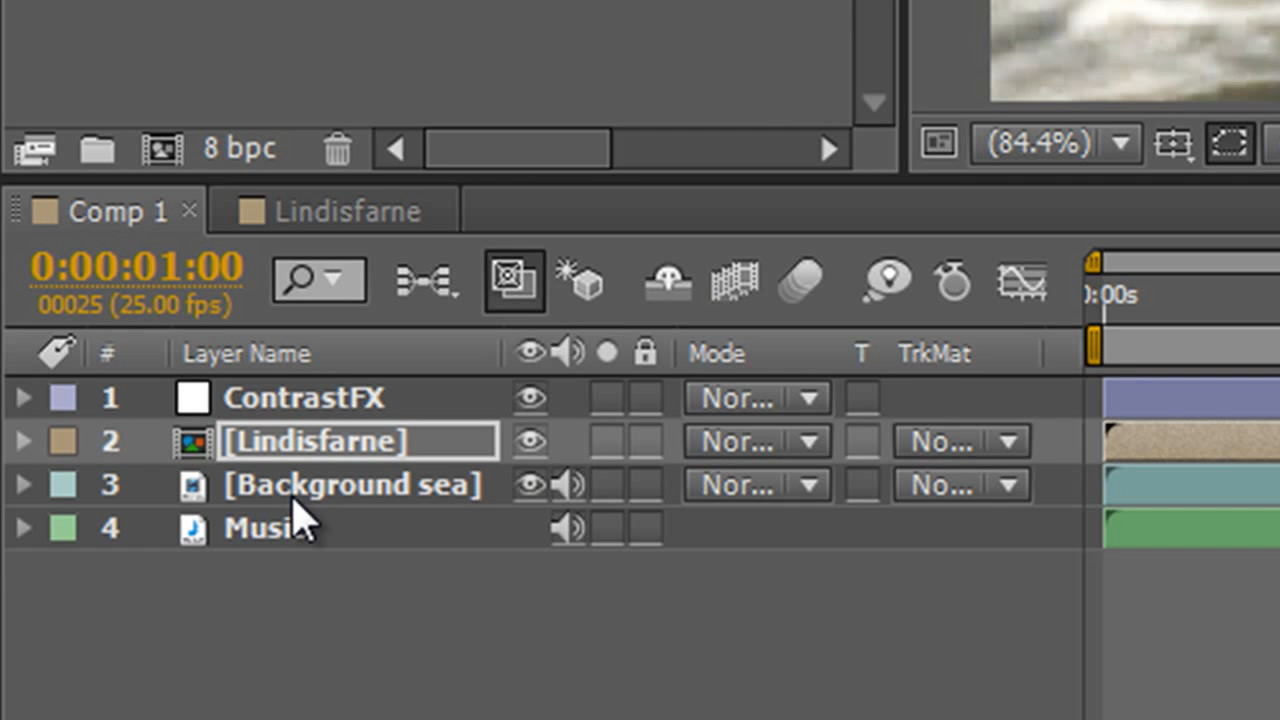 8 bpc
(84.4%)
Comp 1 × Lindisfarne
0:00:01:00
00025 (25.00 fps)
0:00s
# Layer Name Mode T TrkMat
1 ContrastFX Nor...
2 [Lindisfarne] Nor... No...
3 [Background sea] Nor... No...
4 Music